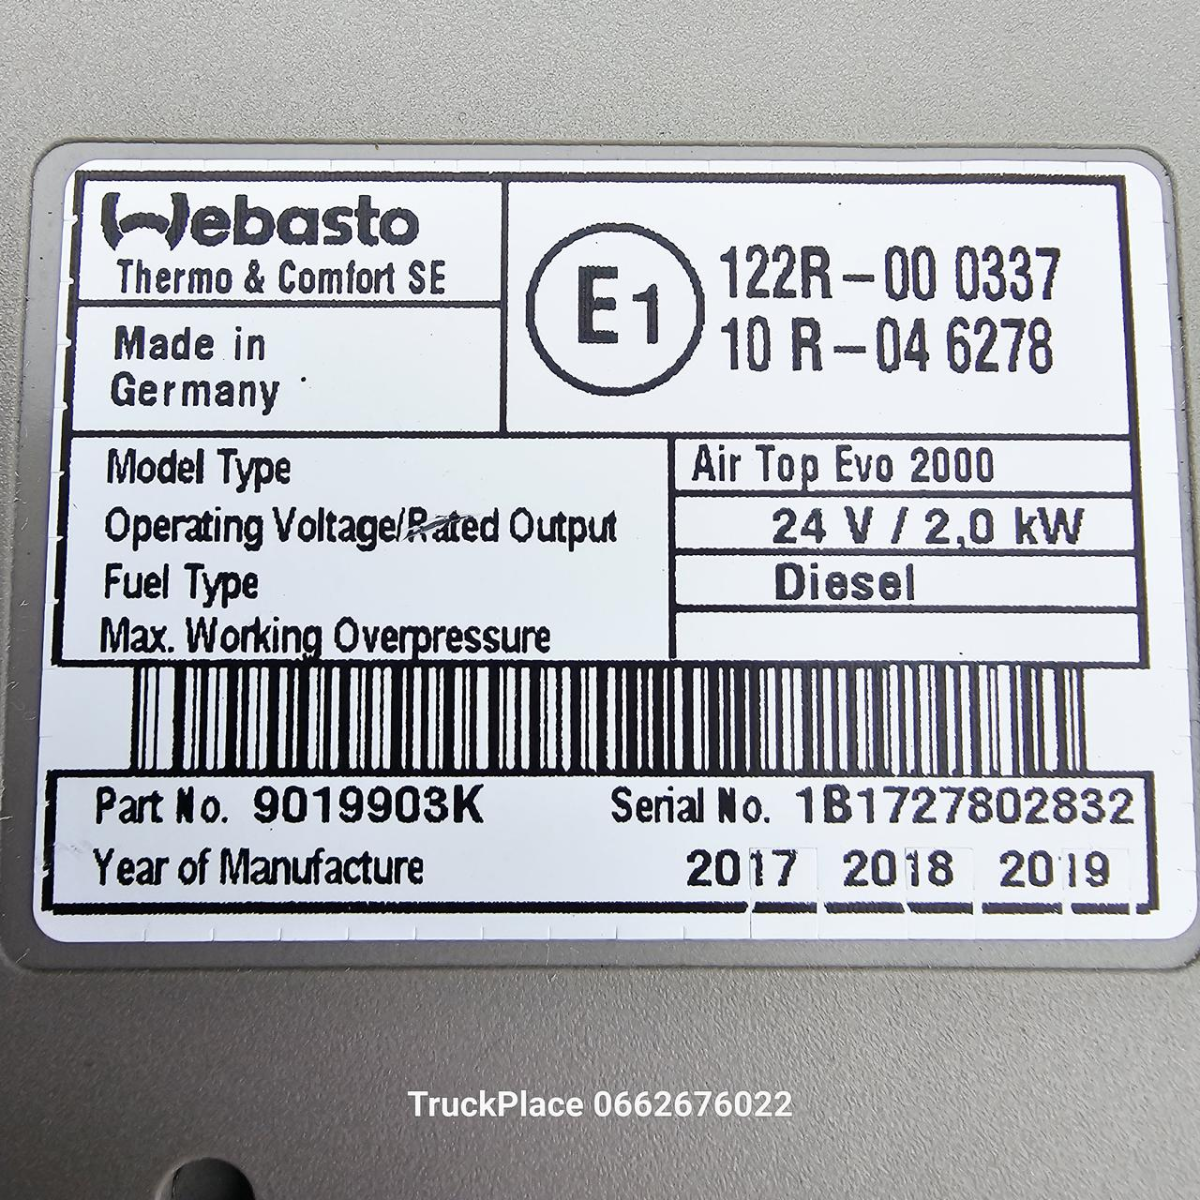 Webasto
Thermo & Comfort SE
Made in
Germany
E1
122R-00 0337
10 R-04 6278
Model Type
Air Top Evo 2000
Operating Voltage/Rated Output
24 V / 2,0 kW
Fuel Type
Diesel
Max. Working Overpressure
Part No. 9019903K
Serial No. 1B1727802832
Year of Manufacture
2017 2018 2019
TruckPlace 0662676022